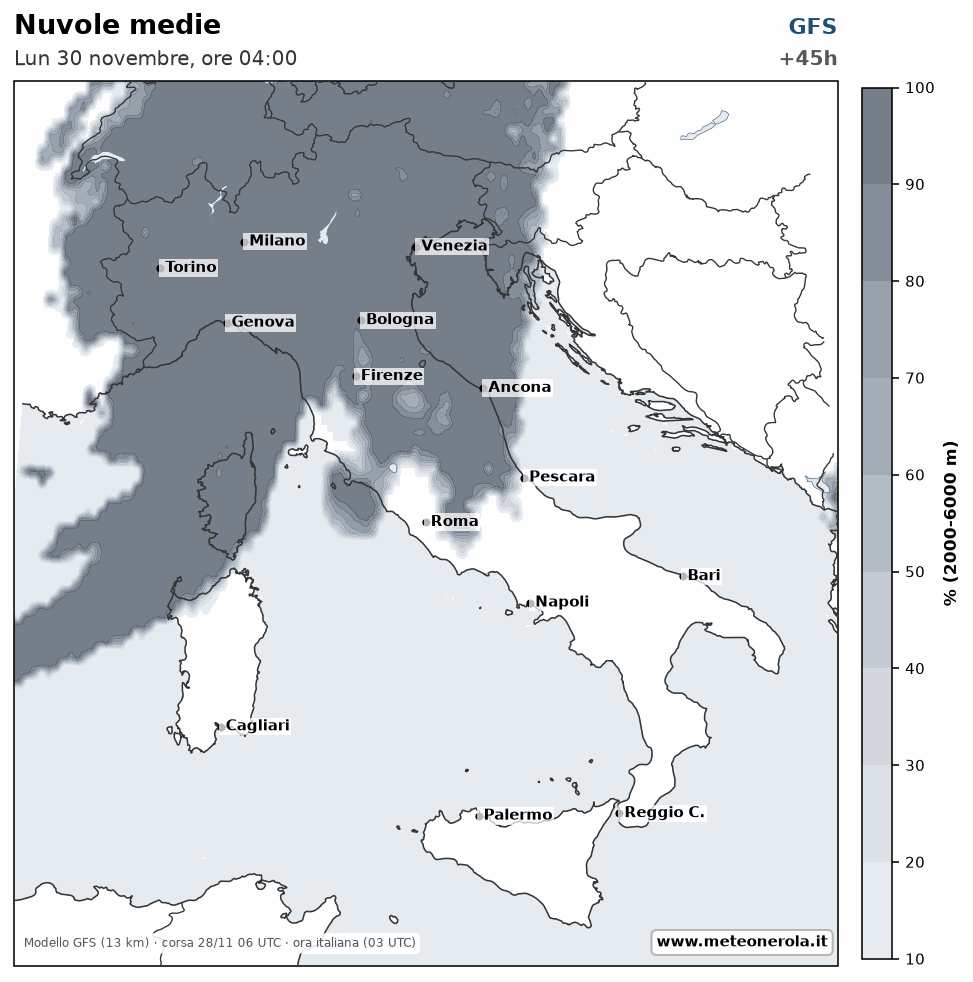 Nuvole medie
GFS
Lun 30 novembre, ore 04:00
+45h
100
90
80
70
60
50
40
30
20
10
% (2000-6000 m)
Milano
Venezia
Torino
Genova
Bologna
Firenze
Ancona
Pescara
Roma
Bari
Napoli
Cagliari
Palermo
Reggio C.
Modello GFS (13 km) · corsa 28/11 06 UTC · ora italiana (03 UTC)
www.meteonerola.it